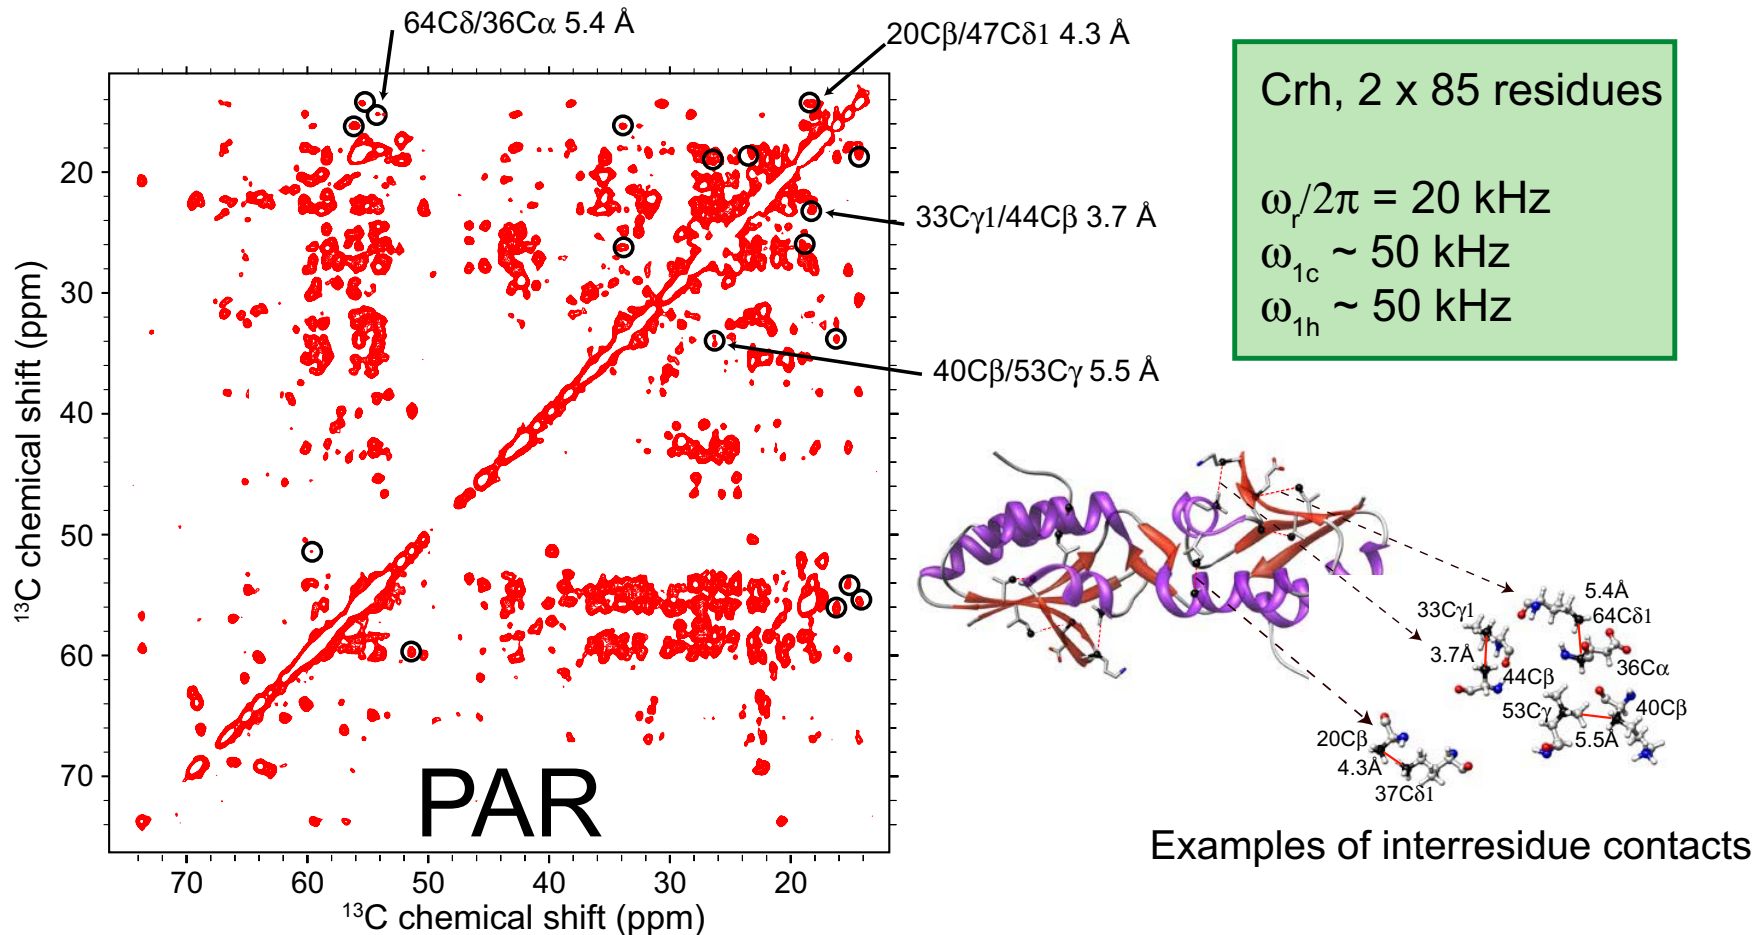 64Cδ/36Cα 5.4 Å
20Cβ/47Cδ1 4.3 Å
33Cγ1/44Cβ 3.7 Å
40Cβ/53Cγ 5.5 Å
20
30
40
50
60
70
¹³C chemical shift (ppm)
PAR
70 60 50 40 30 20
¹³C chemical shift (ppm)
Crh, 2 x 85 residues
ωᵣ/2π = 20 kHz
ω₁c ~ 50 kHz
ω₁h ~ 50 kHz
5.4Å
33Cγ1
64Cδ1
3.7Å
36Cα
44Cβ
53Cγ
40Cβ
5.5Å
20Cβ
4.3Å
37Cδ1
Examples of interresidue contacts